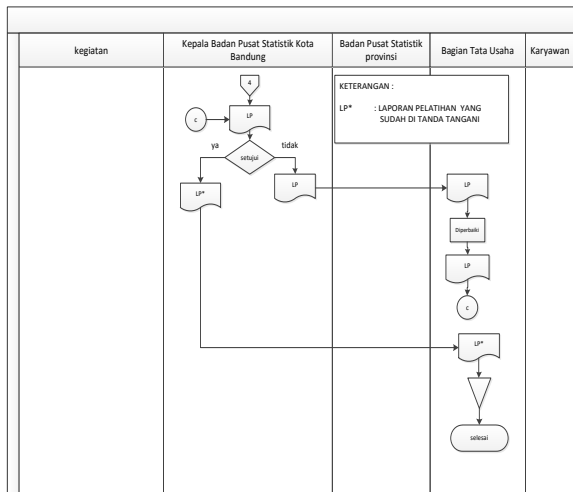 kegiatan
Kepala Badan Pusat Statistik Kota
Bandung
Badan Pusat Statistik
provinsi
Bagian Tata Usaha
Karyawan
4
KETERANGAN :
LP* : LAPORAN PELATIHAN YANG
SUDAH DI TANDA TANGANI
c
LP
ya
tidak
setujui
LP*
LP
LP
Diperbaiki
LP
c
LP*
selesai